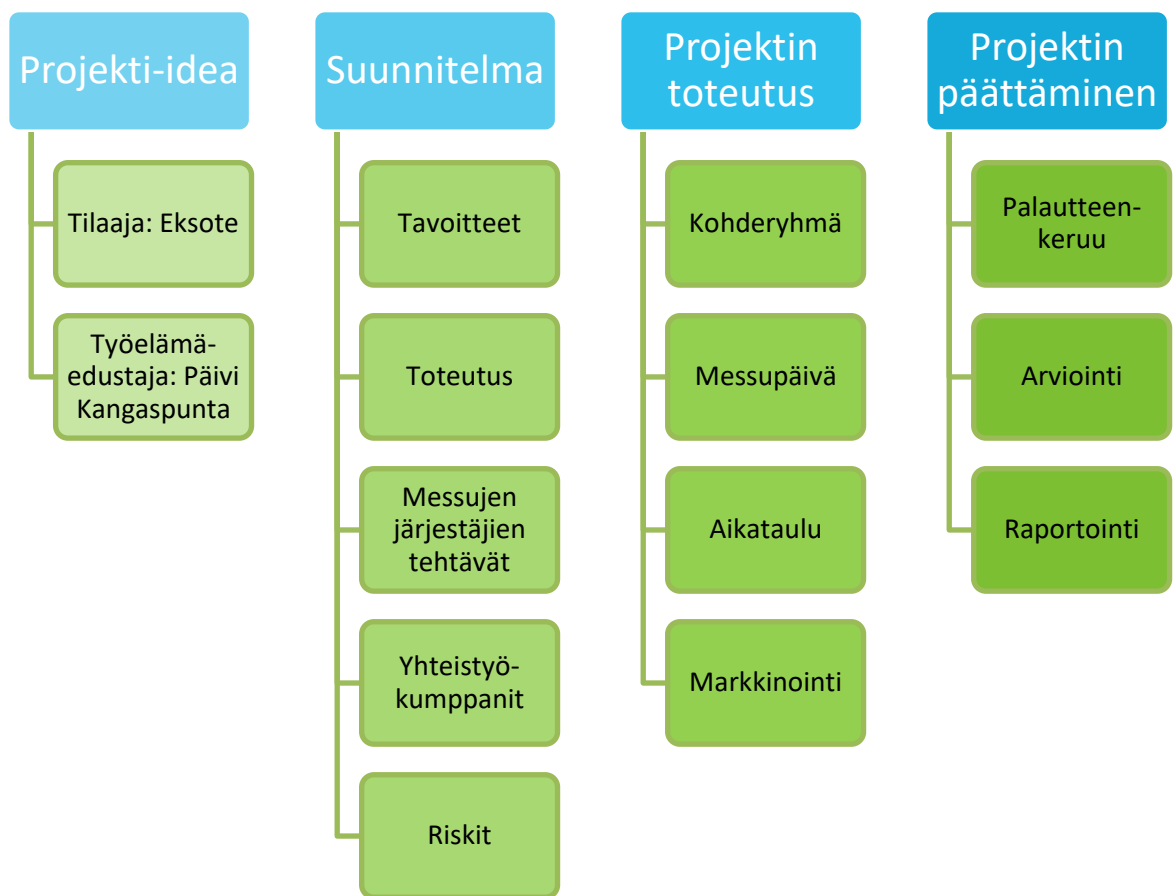 Projekti-idea
Tilaaja: Eksote
Työelämä-
edustaja: Päivi
Kangaspunta
Suunnitelma
Tavoitteet
Toteutus
Messujen
järjestäjien
tehtävät
Yhteistyö-
kumppanit
Riskit
Projektin
toteutus
Kohderyhmä
Messupäivä
Aikataulu
Markkinointi
Projektin
päättäminen
Palautteen-
keruu
Arviointi
Raportointi